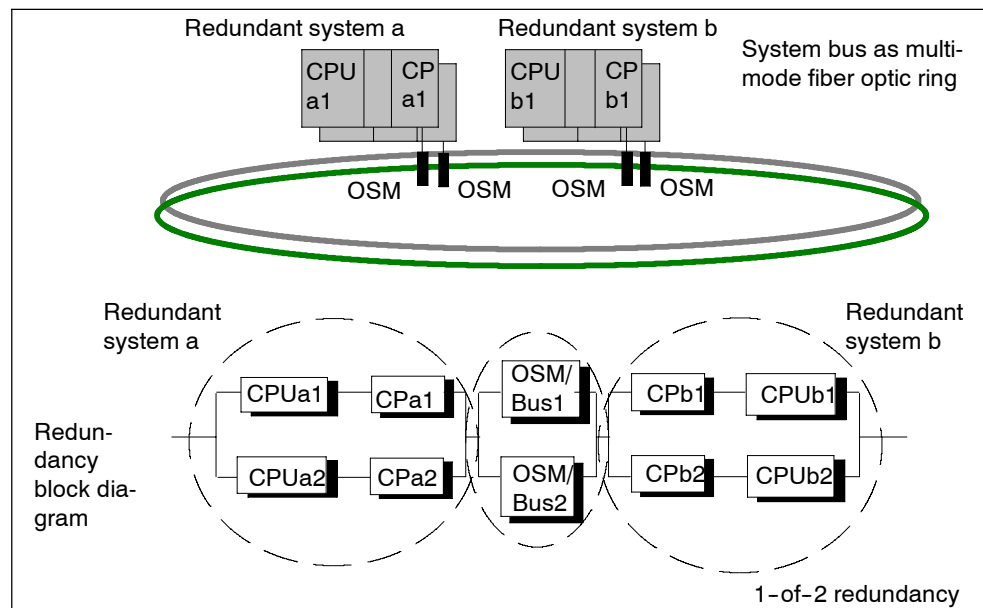 Redundant system a
Redundant system b
System bus as multi-
mode fiber optic ring
CPU
a1
CP
a1
CPU
b1
CP
b1
OSM
OSM
OSM
OSM
Redundant
system a
Redundant
system b
CPUa1
CPa1
OSM/
Bus1
CPb1
CPUb1
Redun-
dancy
block dia-
gram
CPUa2
CPa2
OSM/
Bus2
CPb2
CPUb2
1-of-2 redundancy